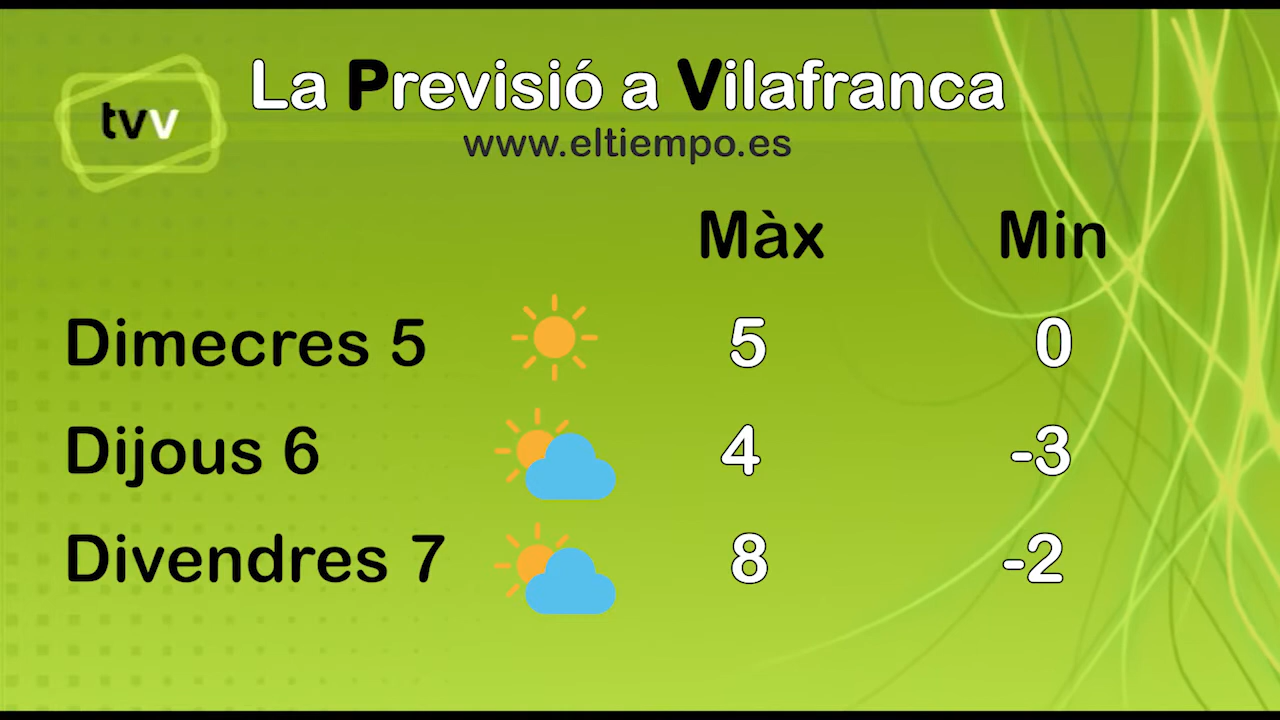 tvv
La Previsió a Vilafranca
www.eltiempo.es
Màx Min
Dimecres 5 5 0
Dijous 6 4 -3
Divendres 7 8 -2